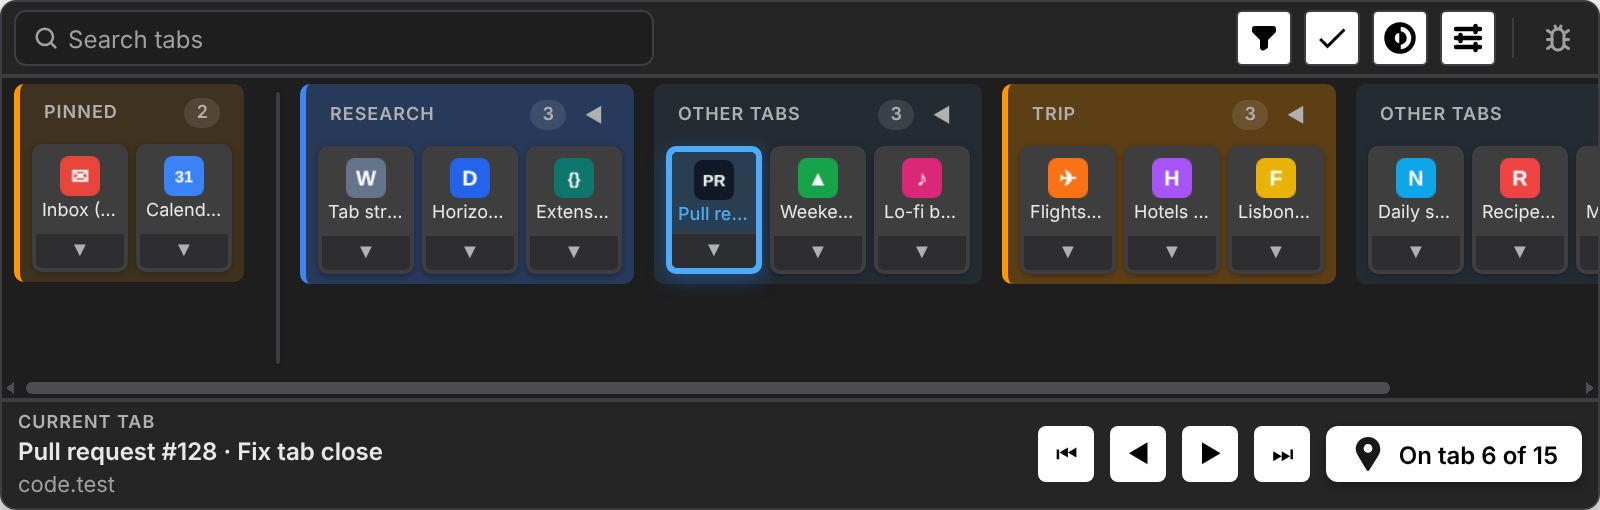 Search tabs
PINNED 2
RESEARCH 3
OTHER TABS 3
TRIP 3
OTHER TABS
31
W
D
{}
PR
H
F
N
R
Inbox (...
Calend...
Tab str...
Horizo...
Extens...
Pull re...
Weeke...
Lo-fi b...
Flights...
Hotels ...
Lisbon...
Daily s...
Recipe...
M
CURRENT TAB
Pull request #128 · Fix tab close
code.test
On tab 6 of 15